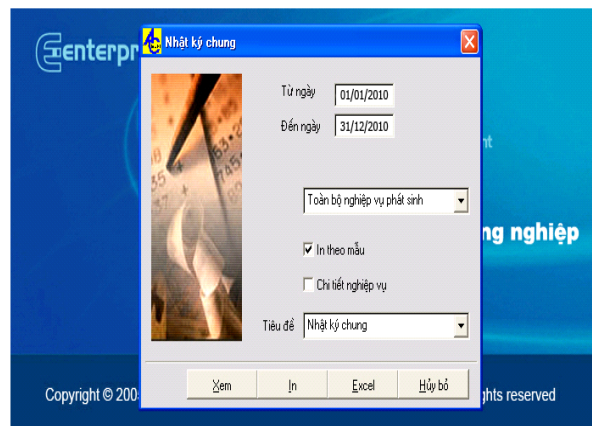 Nhật ký chung
Từ ngày 01/01/2010
Đến ngày 31/12/2010
Toàn bộ nghiệp vụ phát sinh
In theo mẫu
Chi tiết nghiệp vụ
Tiêu đề Nhật ký chung
Xem In Excel Hủy bỏ
enterpr
nt
ng nghiệp
Copyright © 200
ghts reserved